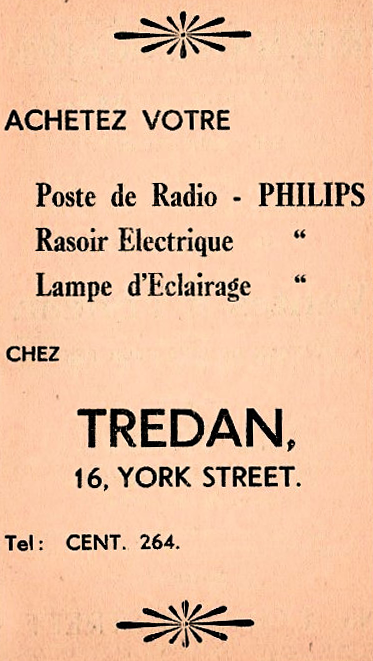 ACHETEZ VOTRE
Poste de Radio - PHILIPS
Rasoir Electrique “
Lampe d'Eclairage “
CHEZ
TREDAN,
16, YORK STREET.
Tel: CENT. 264.